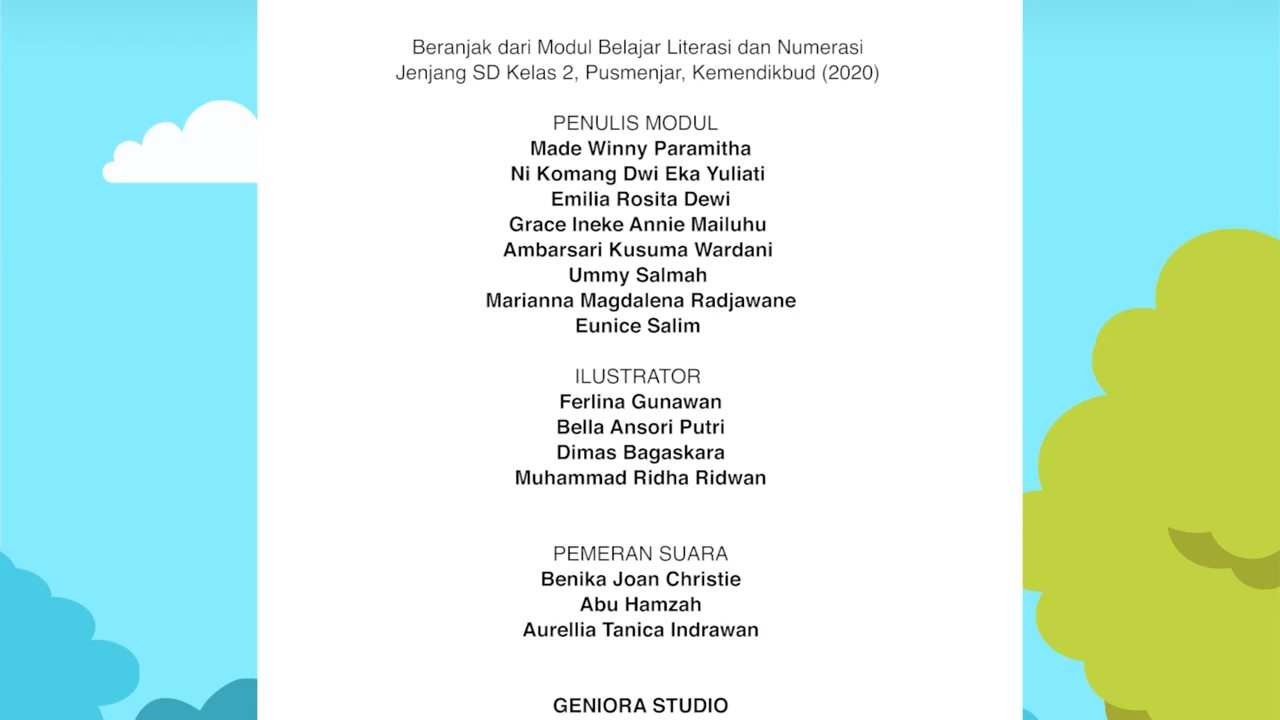 Beranjak dari Modul Belajar Literasi dan Numerasi
Jenjang SD Kelas 2, Pusmenjar, Kemendikbud (2020)
PENULIS MODUL
Made Winny Paramitha
Ni Komang Dwi Eka Yuliati
Emilia Rosita Dewi
Grace Ineke Annie Mailuhu
Ambarsari Kusuma Wardani
Ummy Salmah
Marianna Magdalena Radjawane
Eunice Salim
ILUSTRATOR
Ferlina Gunawan
Bella Ansori Putri
Dimas Bagaskara
Muhammad Ridha Ridwan
PEMERAN SUARA
Benika Joan Christie
Abu Hamzah
Aurellia Tanica Indrawan
GENIORA STUDIO